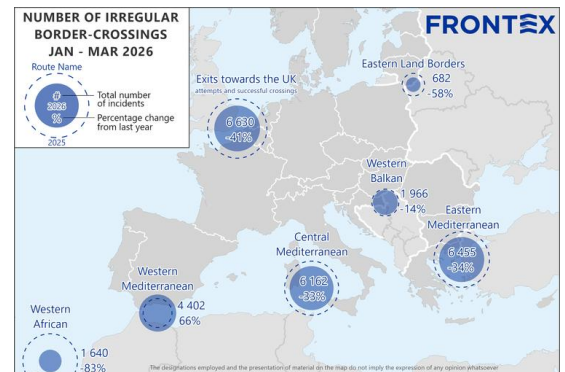 NUMBER OF IRREGULAR
BORDER-CROSSINGS
JAN - MAR 2026
Route Name
#
2026
%
2025
Total number
of incidents
Percentage change
from last year
FRONTEX
Exits towards the UK
attempts and successful crossings
6 630
-41%
Eastern Land Borders
682
-58%
Western
Balkan
1 966
-14%
Eastern
Mediterranean
6 455
-34%
Central
Mediterranean
6 162
-33%
Western
Mediterranean
4 402
66%
Western
African
1 640
-83%
The designations employed and the presentation of material on the map do not imply the expression of any opinion whatsoever